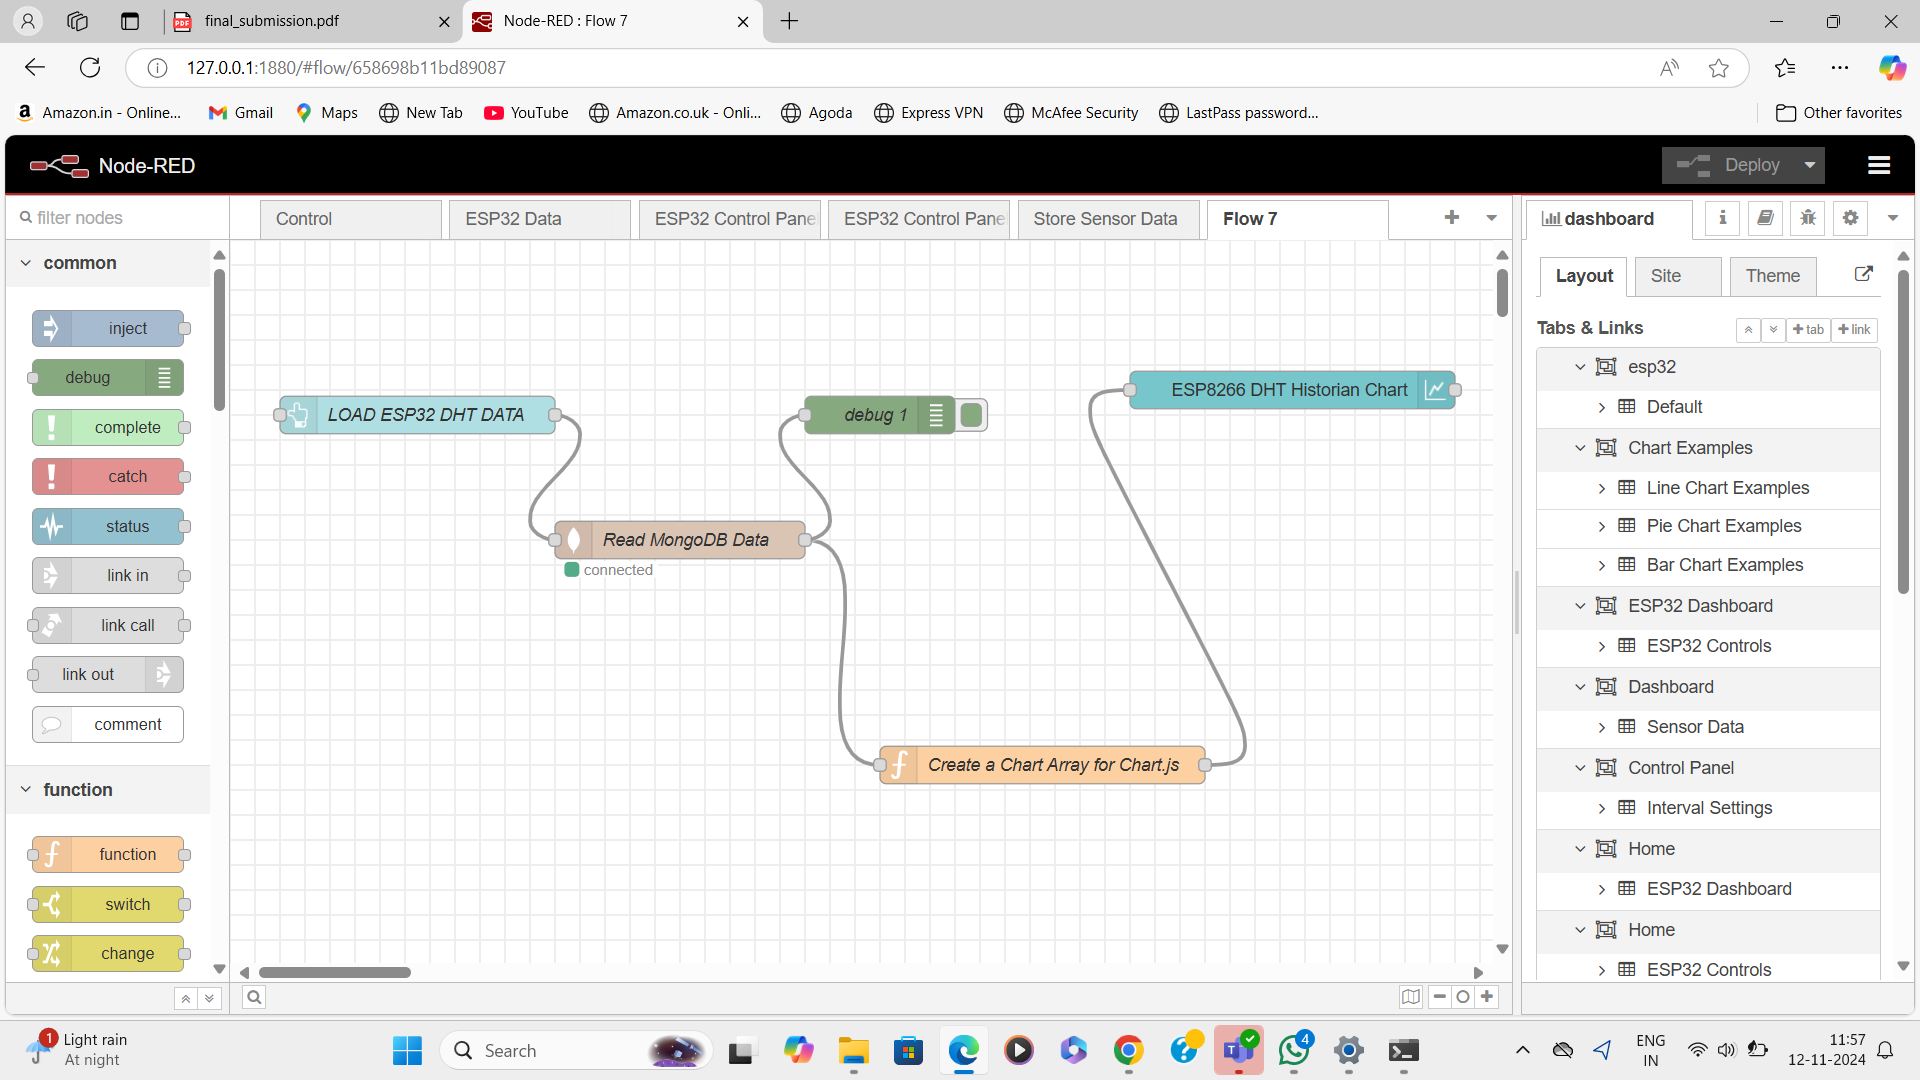 final_submission.pdf
Node-RED : Flow 7
127.0.0.1:1880/#flow/658698b11bd89087
Amazon.in - Online...
Gmail
Maps
New Tab
YouTube
Amazon.co.uk - Onli...
Agoda
Express VPN
McAfee Security
LastPass password...
Other favorites
Node-RED
Deploy
filter nodes
Control
ESP32 Data
ESP32 Control Pane
ESP32 Control Pane
Store Sensor Data
Flow 7
dashboard
common
inject
debug
complete
catch
status
link in
link call
link out
comment
function
function
switch
change
LOAD ESP32 DHT DATA
debug 1
ESP8266 DHT Historian Chart
Read MongoDB Data
connected
Create a Chart Array for Chart.js
Layout
Site
Theme
Tabs & Links
tab
link
esp32
Default
Chart Examples
Line Chart Examples
Pie Chart Examples
Bar Chart Examples
ESP32 Dashboard
ESP32 Controls
Dashboard
Sensor Data
Control Panel
Interval Settings
Home
ESP32 Dashboard
Home
ESP32 Controls
1
Light rain
At night
Search
4
ENG
IN
11:57
12-11-2024